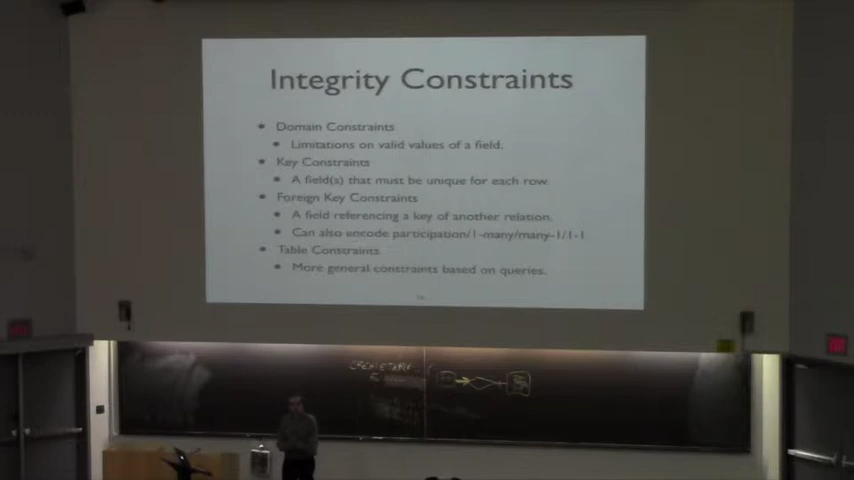 Integrity Constraints
Domain Constraints
Limitations on valid values of a field.
Key Constraints
A field(s) that must be unique for each row.
Foreign Key Constraints
A field referencing a key of another relation.
Can also encode participation/1-many/many-1/1-1
Table Constraints
More general constraints based on queries.